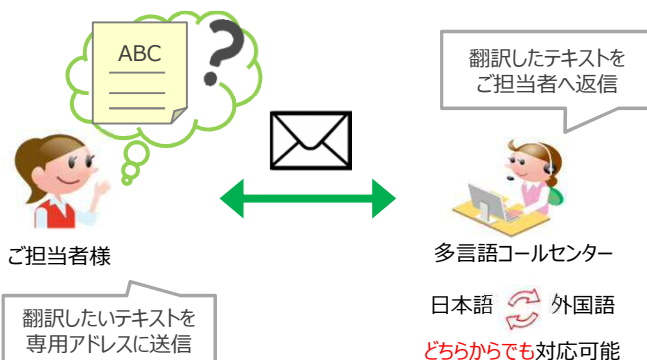 ABC
?
翻訳したテキストを
ご担当者へ返信
ご担当者様
多言語コールセンター
翻訳したいテキストを
専用アドレスに送信
日本語 外国語
どちらからでも対応可能